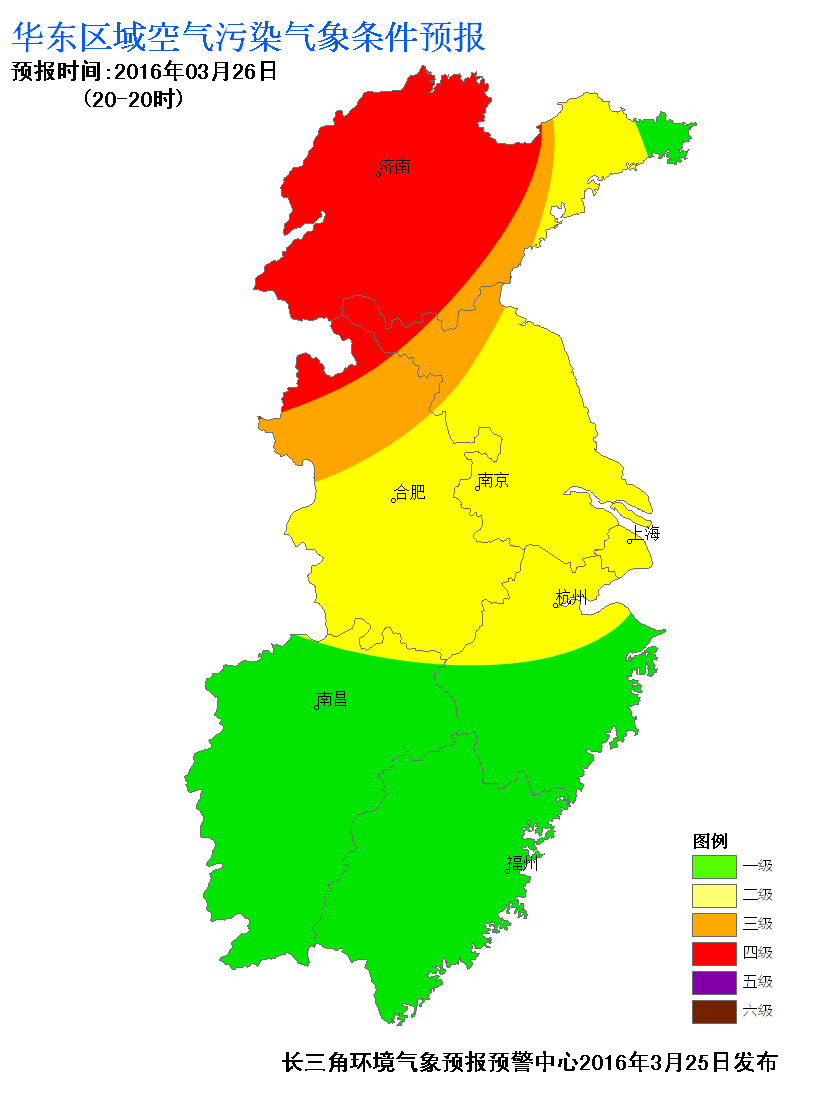 华东区域空气污染气象条件预报
预报时间:2016年03月26日
(20-20时)
济南
合肥
南京
上海
杭州
南昌
福州
图例
一级
二级
三级
四级
五级
六级
长三角环境气象预报预警中心2016年3月25日发布